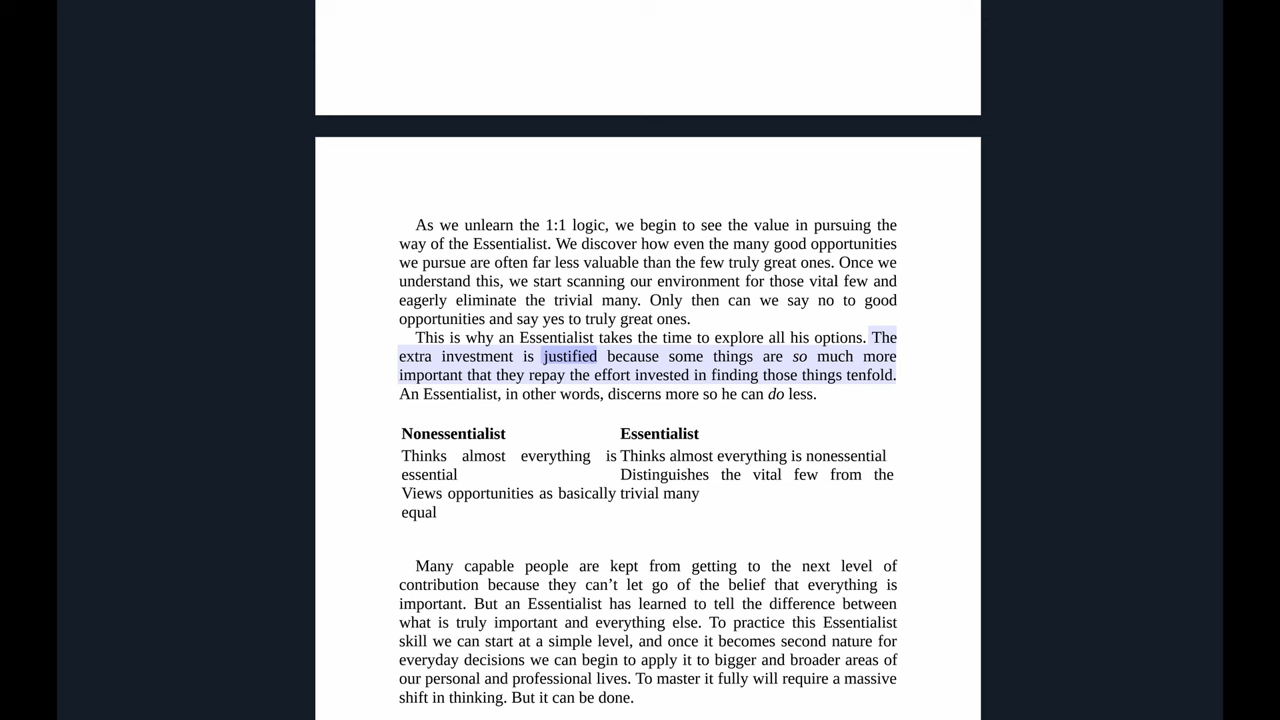 As we unlearn the 1:1 logic, we begin to see the value in pursuing the
way of the Essentialist. We discover how even the many good opportunities
we pursue are often far less valuable than the few truly great ones. Once we
understand this, we start scanning our environment for those vital few and
eagerly eliminate the trivial many. Only then can we say no to good
opportunities and say yes to truly great ones.
This is why an Essentialist takes the time to explore all his options. The
extra investment is justified because some things are so much more
important that they repay the effort invested in finding those things tenfold.
An Essentialist, in other words, discerns more so he can do less.
Nonessentialist
Thinks almost everything is
essential
Views opportunities as basically
equal
Essentialist
Thinks almost everything is nonessential
Distinguishes the vital few from the
trivial many
Many capable people are kept from getting to the next level of
contribution because they can’t let go of the belief that everything is
important. But an Essentialist has learned to tell the difference between
what is truly important and everything else. To practice this Essentialist
skill we can start at a simple level, and once it becomes second nature for
everyday decisions we can begin to apply it to bigger and broader areas of
our personal and professional lives. To master it fully will require a massive
shift in thinking. But it can be done.